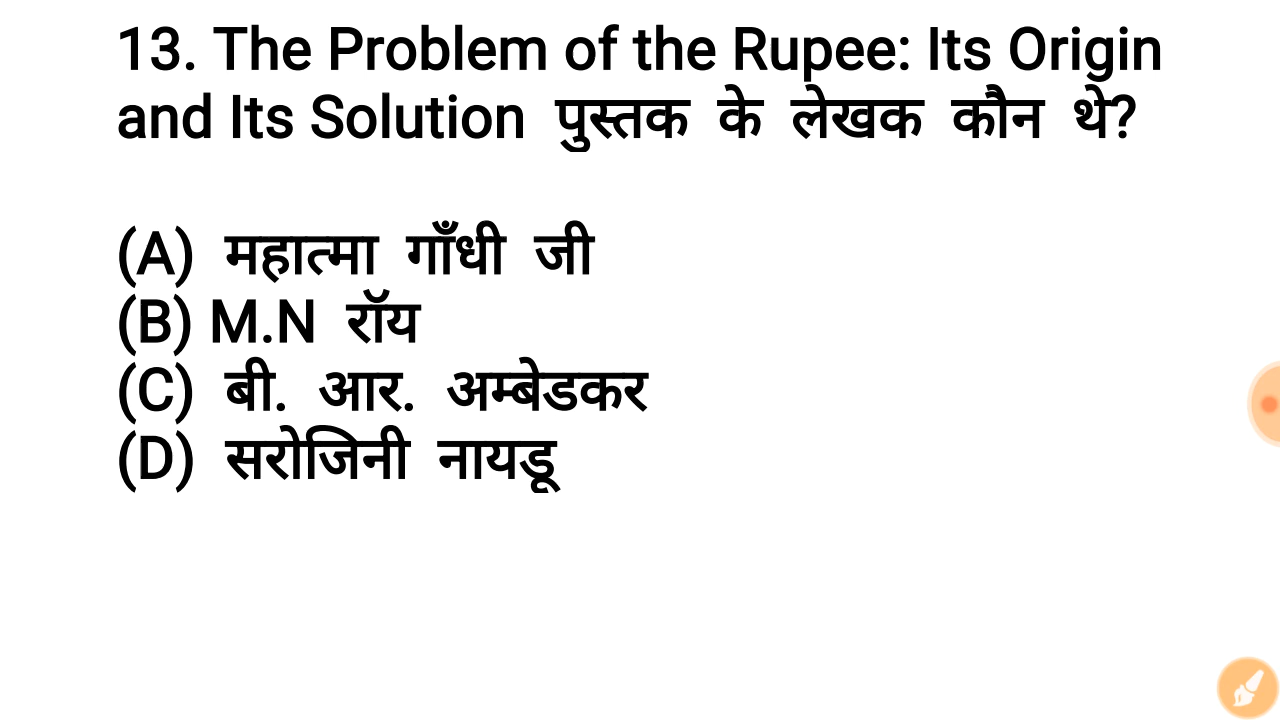 13. The Problem of the Rupee: Its Origin
and Its Solution पुस्तक के लेखक कौन थे?
(A) महात्मा गाँधी जी
(B) M.N रॉय
(C) बी. आर. अम्बेडकर
(D) सरोजिनी नायडू